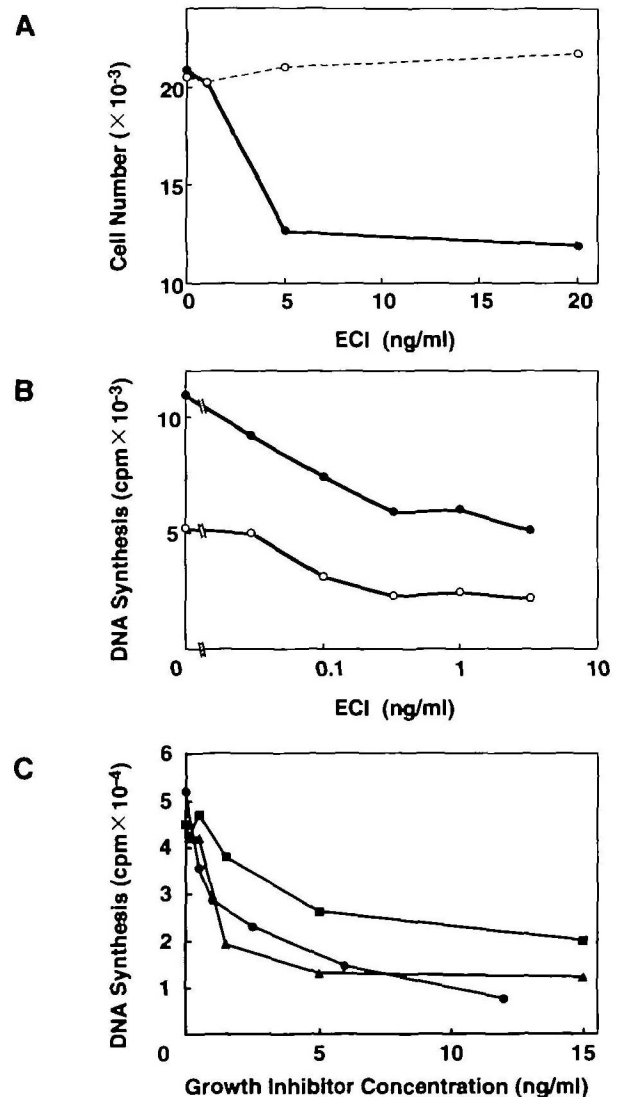 A
Cell Number (×10-3)
20
15
10
0
5
10
15
20
ECI (ng/ml)
B
DNA Synthesis (cpm×10-3)
10
5
0
0.1
1
10
ECI (ng/ml)
C
DNA Synthesis (cpm×10-4)
6
5
4
3
2
1
0
5
10
15
Growth Inhibitor Concentration (ng/ml)